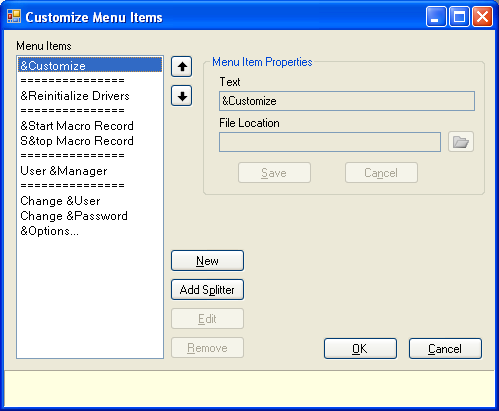 Customize Menu Items
Menu Items
&Customize
===============
&Reinitialize Drivers
===============
&Start Macro Record
S&top Macro Record
===============
User &Manager
===============
Change &User
Change &Password
&Options...
Menu Item Properties
Text
&Customize
File Location
Save
Cancel
New
Add Splitter
Edit
Remove
OK
Cancel